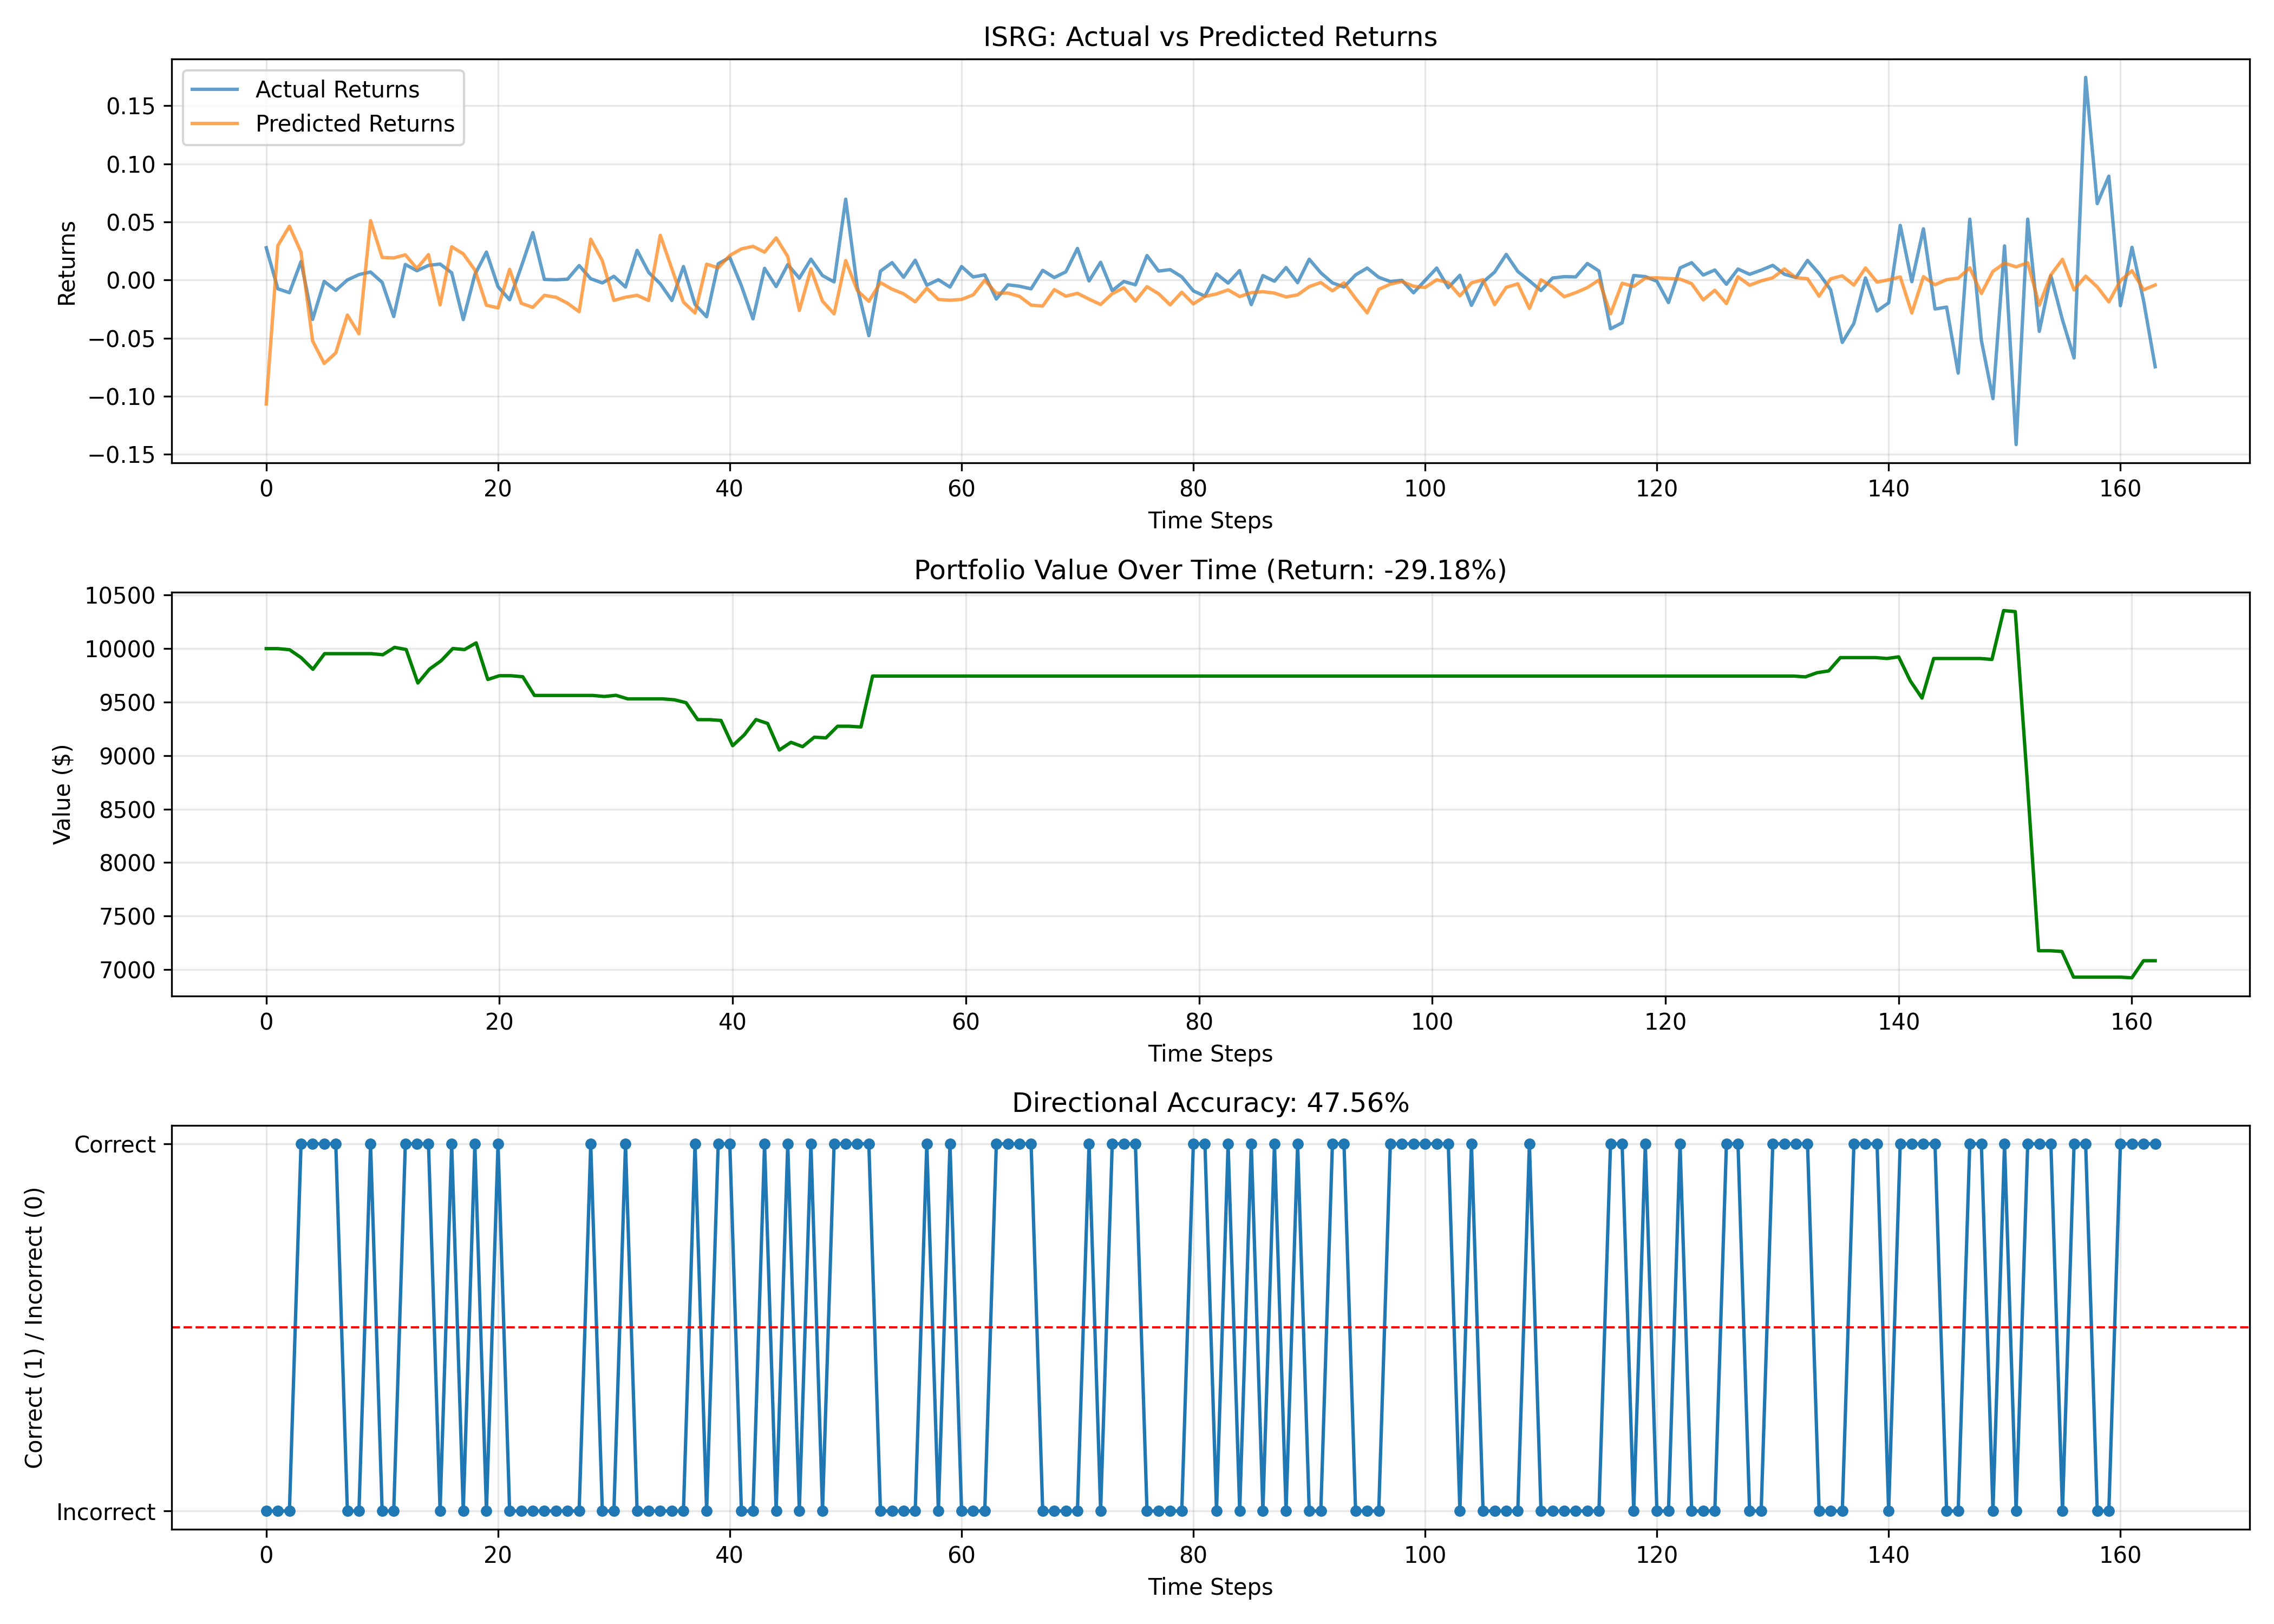 ISRG: Actual vs Predicted Returns
Actual Returns
Predicted Returns
Returns
0.15
0.10
0.05
0.00
−0.05
−0.10
−0.15
0 20 40 60 80 100 120 140 160
Time Steps
Portfolio Value Over Time (Return: -29.18%)
Value ($)
10500
10000
9500
9000
8500
8000
7500
7000
0 20 40 60 80 100 120 140 160
Time Steps
Directional Accuracy: 47.56%
Correct (1) / Incorrect (0)
Correct
Incorrect
0 20 40 60 80 100 120 140 160
Time Steps